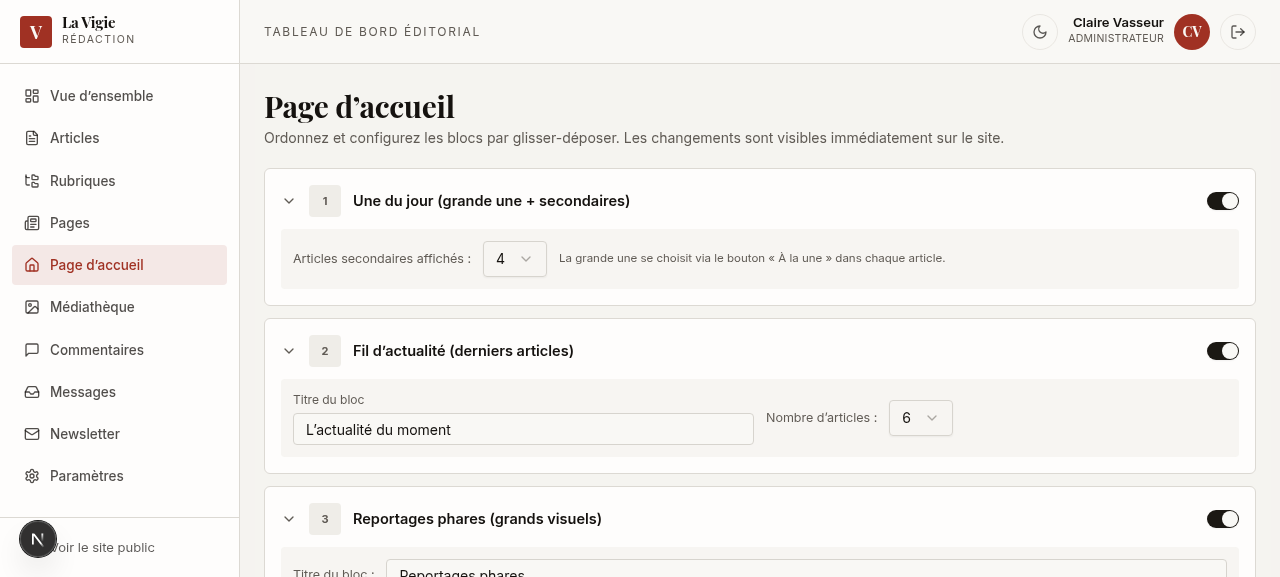 V
La Vigie
RÉDACTION
TABLEAU DE BORD ÉDITORIAL
Claire Vasseur
ADMINISTRATEUR
CV
Vue d’ensemble
Articles
Rubriques
Pages
Page d’accueil
Médiathèque
Commentaires
Messages
Newsletter
Paramètres
N
Voir le site public
Page d’accueil
Ordonnez et configurez les blocs par glisser-déposer. Les changements sont visibles immédiatement sur le site.
1 Une du jour (grande une + secondaires)
Articles secondaires affichés : 4 La grande une se choisit via le bouton « À la une » dans chaque article.
2 Fil d’actualité (derniers articles)
Titre du bloc
L’actualité du moment
Nombre d’articles : 6
3 Reportages phares (grands visuels)
Titre du bloc : Reportages phares